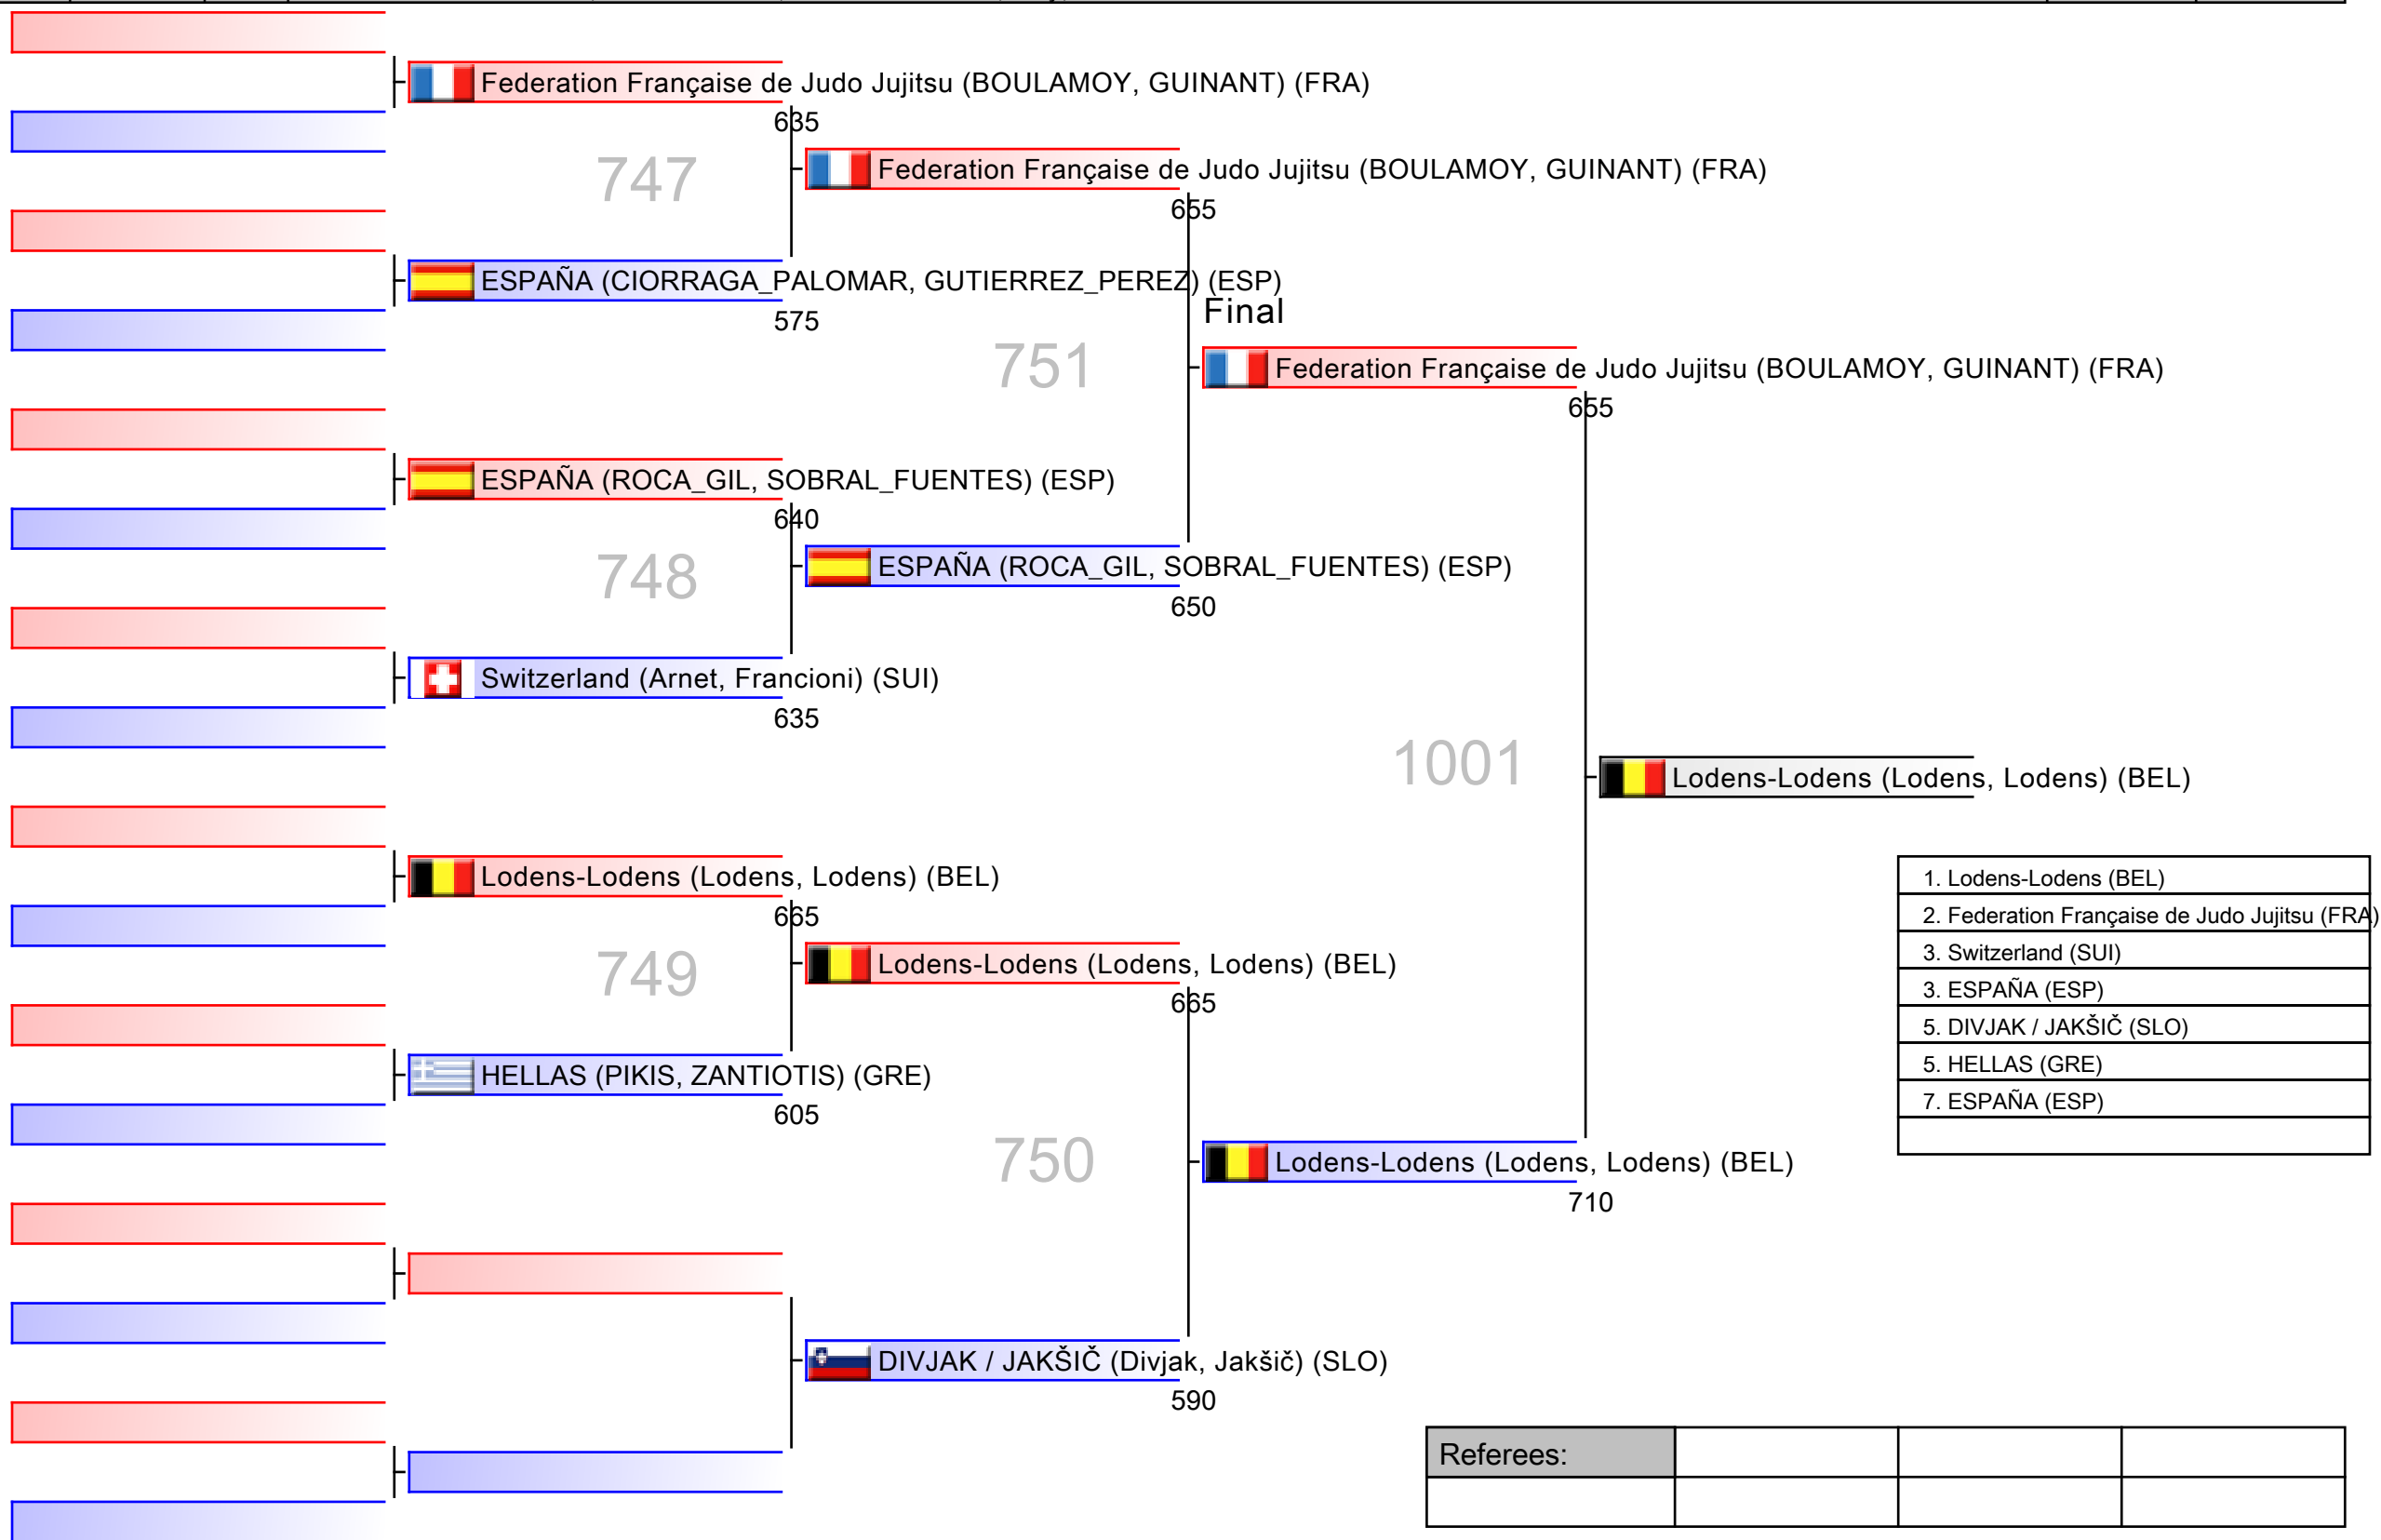 Federation Française de Judo Jujitsu (BOULAMOY, GUINANT) (FRA)
635
747
Federation Française de Judo Jujitsu (BOULAMOY, GUINANT) (FRA)
655
ESPAÑA (CIORRAGA_PALOMAR, GUTIERREZ_PEREZ) (ESP)
575
Final
751
Federation Française de Judo Jujitsu (BOULAMOY, GUINANT) (FRA)
655
ESPAÑA (ROCA_GIL, SOBRAL_FUENTES) (ESP)
640
748
ESPAÑA (ROCA_GIL, SOBRAL_FUENTES) (ESP)
650
Switzerland (Arnet, Francioni) (SUI)
635
1001
Lodens-Lodens (Lodens, Lodens) (BEL)
Lodens-Lodens (Lodens, Lodens) (BEL)
665
749
Lodens-Lodens (Lodens, Lodens) (BEL)
665
HELLAS (PIKIS, ZANTIOTIS) (GRE)
605
750
Lodens-Lodens (Lodens, Lodens) (BEL)
710
DIVJAK / JAKŠIČ (Divjak, Jakšič) (SLO)
590
1. Lodens-Lodens (BEL)
2. Federation Française de Judo Jujitsu (FRA)
3. Switzerland (SUI)
3. ESPAÑA (ESP)
5. DIVJAK / JAKŠIČ (SLO)
5. HELLAS (GRE)
7. ESPAÑA (ESP)
Referees: